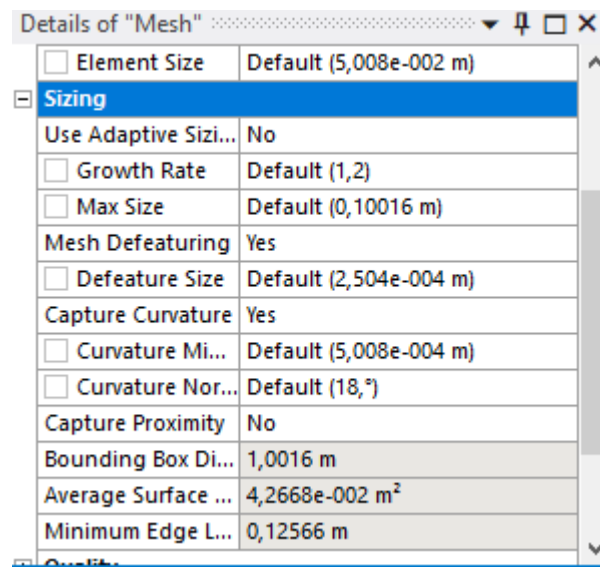 Details of "Mesh"
Element Size Default (5,008e-002 m)
Sizing
Use Adaptive Sizi... No
Growth Rate Default (1,2)
Max Size Default (0,10016 m)
Mesh Defeaturing Yes
Defeature Size Default (2,504e-004 m)
Capture Curvature Yes
Curvature Mi... Default (5,008e-004 m)
Curvature Nor... Default (18,°)
Capture Proximity No
Bounding Box Di... 1,0016 m
Average Surface ... 4,2668e-002 m²
Minimum Edge L... 0,12566 m
Quality